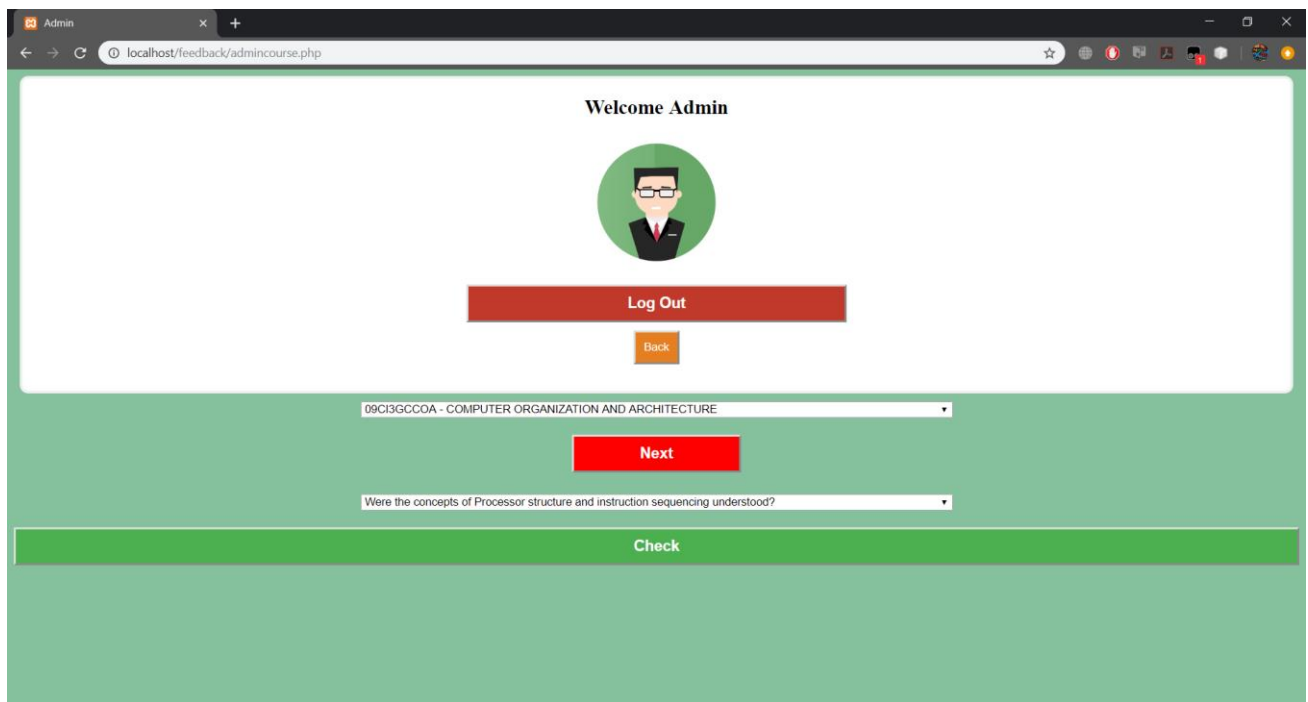 Admin
localhost/feedback/admincourse.php
1
Welcome Admin
Log Out
Back
09CI3GCCOA - COMPUTER ORGANIZATION AND ARCHITECTURE
Next
Were the concepts of Processor structure and instruction sequencing understood?
Check